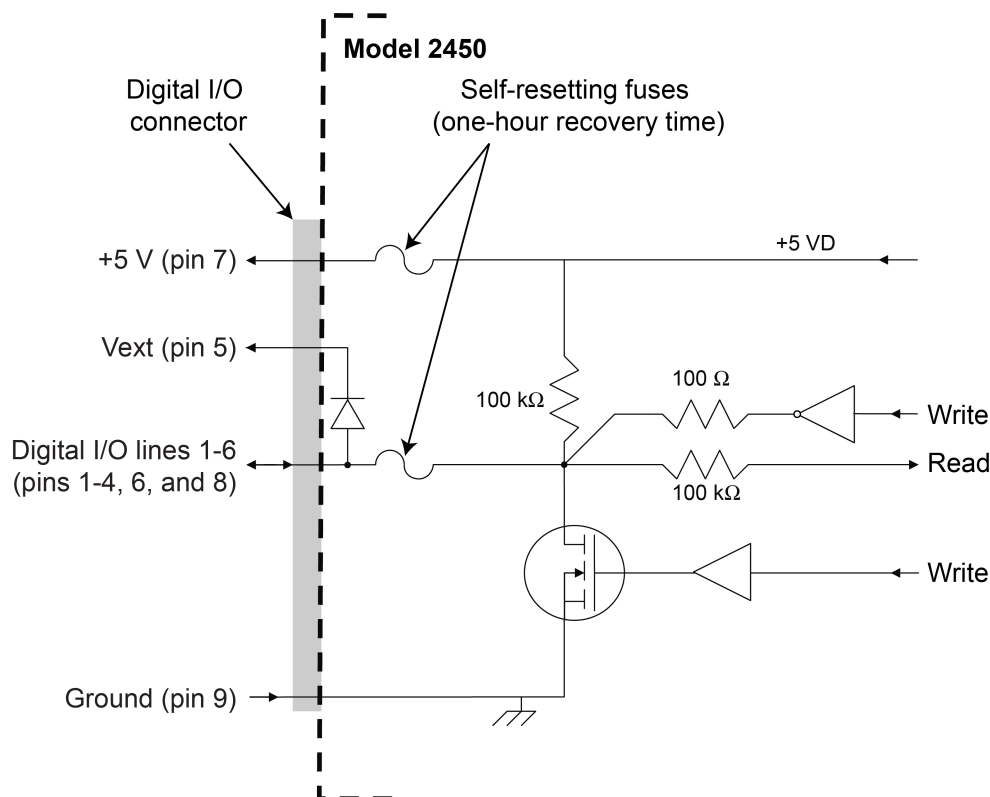 Model 2450
Digital I/O
connector
Self-resetting fuses
(one-hour recovery time)
+5 V (pin 7)
+5 VD
Vext (pin 5)
100 kΩ
100 Ω
Write
Digital I/O lines 1-6
(pins 1-4, 6, and 8)
Read
100 kΩ
Write
Ground (pin 9)